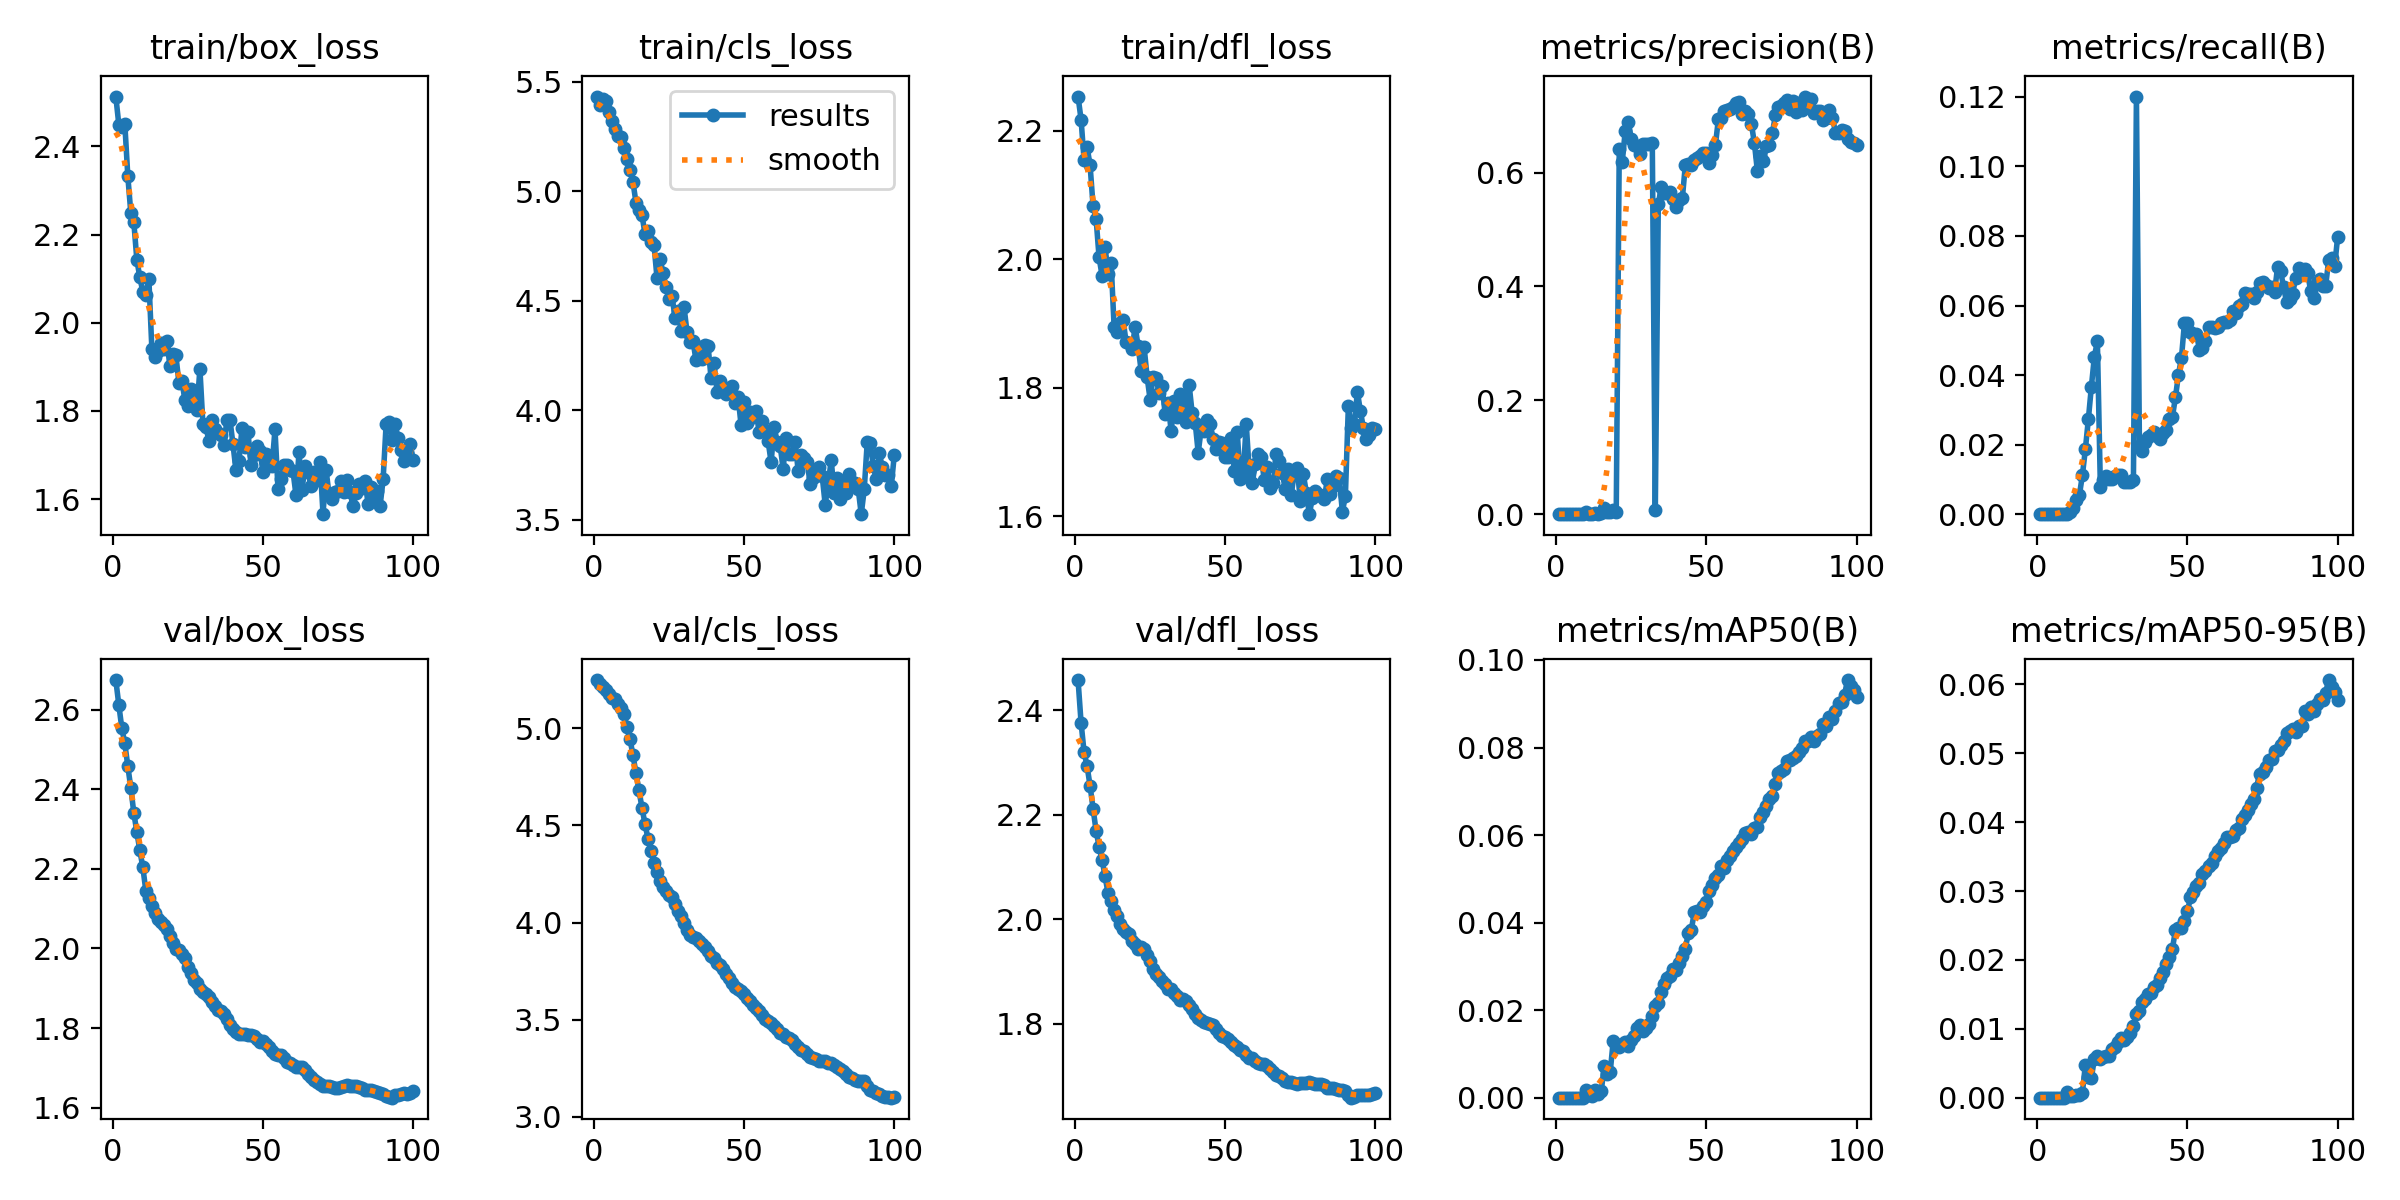 train/box_loss
2.4
2.2
2.0
1.8
1.6
0 50 100
train/cls_loss
results
smooth
5.5
5.0
4.5
4.0
3.5
0 50 100
train/dfl_loss
2.2
2.0
1.8
1.6
0 50 100
metrics/precision(B)
0.6
0.4
0.2
0.0
0 50 100
metrics/recall(B)
0.12
0.10
0.08
0.06
0.04
0.02
0.00
0 50 100
val/box_loss
2.6
2.4
2.2
2.0
1.8
1.6
0 50 100
val/cls_loss
5.0
4.5
4.0
3.5
3.0
0 50 100
val/dfl_loss
2.4
2.2
2.0
1.8
0 50 100
metrics/mAP50(B)
0.10
0.08
0.06
0.04
0.02
0.00
0 50 100
metrics/mAP50-95(B)
0.06
0.05
0.04
0.03
0.02
0.01
0.00
0 50 100